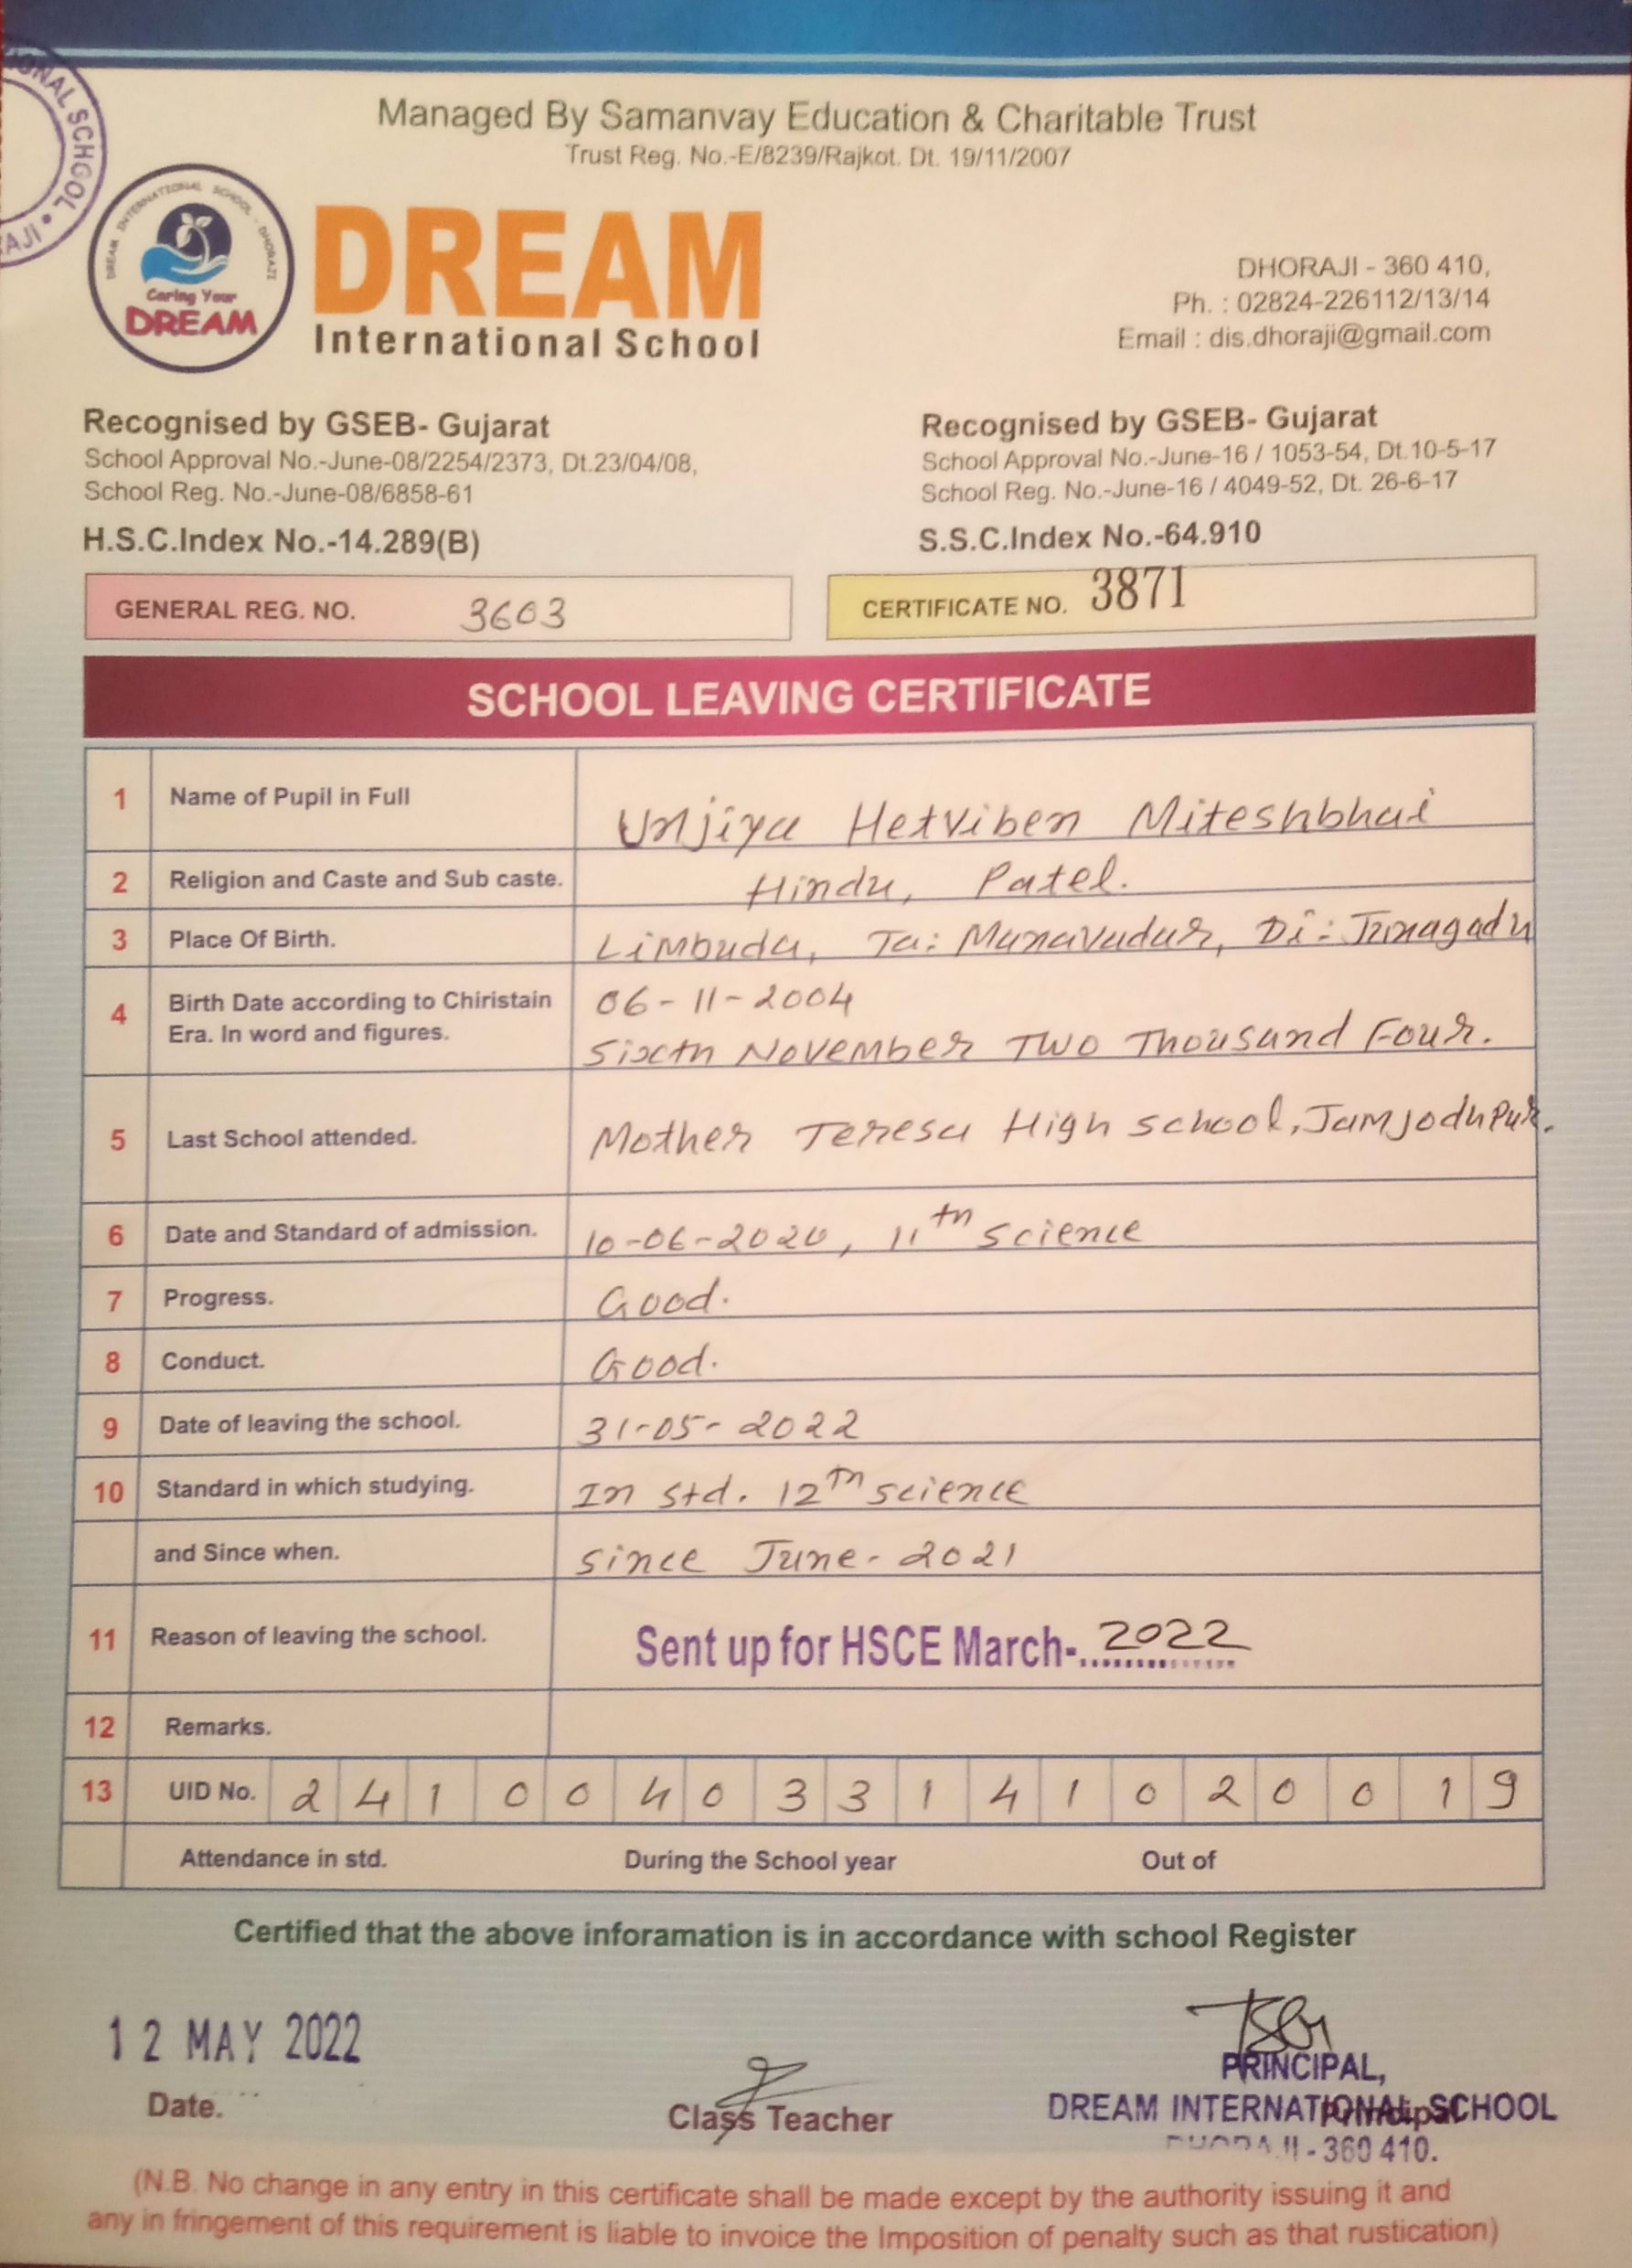 ONAL SCHOOL • 
AJI •
Managed By Samanvay Education & Charitable Trust
Trust Reg. No.-E/8239/Rajkot. Dt. 19/11/2007
DREAM INTERNATIONAL SCHOOL - DHORAJI
Caring Your
DREAM
DREAM
International School
DHORAJI - 360 410,
Ph. : 02824-226112/13/14
Email : dis.dhoraji@gmail.com
Recognised by GSEB- Gujarat
School Approval No.-June-08/2254/2373, Dt.23/04/08,
School Reg. No.-June-08/6858-61
H.S.C.Index No.-14.289(B)
Recognised by GSEB- Gujarat
School Approval No.-June-16 / 1053-54, Dt.10-5-17
School Reg. No.-June-16 / 4049-52, Dt. 26-6-17
S.S.C.Index No.-64.910
GENERAL REG. NO. 3603
CERTIFICATE NO. 3871
SCHOOL LEAVING CERTIFICATE
1 Name of Pupil in Full Unjiya Hetviben Miteshbhai
2 Religion and Caste and Sub caste. Hindu, Patel.
3 Place Of Birth. Limbuda, Ta: Manavadar, Di: Junagadh
4 Birth Date according to Chiristain 06-11-2004
Era. In word and figures. Sixth November Two Thousand Four.
5 Last School attended. Mother Teresa High school, Jamjodhpur.
6 Date and Standard of admission. 10-06-2020, 11th science
7 Progress. Good.
8 Conduct. Good.
9 Date of leaving the school. 31-05-2022
10 Standard in which studying. In std. 12th science
and Since when. since June-2021
11 Reason of leaving the school. Sent up for HSCE March-2022
12 Remarks.
13 UID No. 2 4 1 0 0 4 0 3 3 1 4 1 0 2 0 0 1 9
Attendance in std. During the School year Out of
Certified that the above inforamation is in accordance with school Register
12 MAY 2022
Date.
Class Teacher
PRINCIPAL,
DREAM INTERNATIONAL SCHOOL
Principal
DHORAJI - 360 410.
(N.B. No change in any entry in this certificate shall be made except by the authority issuing it and
any in fringement of this requirement is liable to invoice the Imposition of penalty such as that rustication)